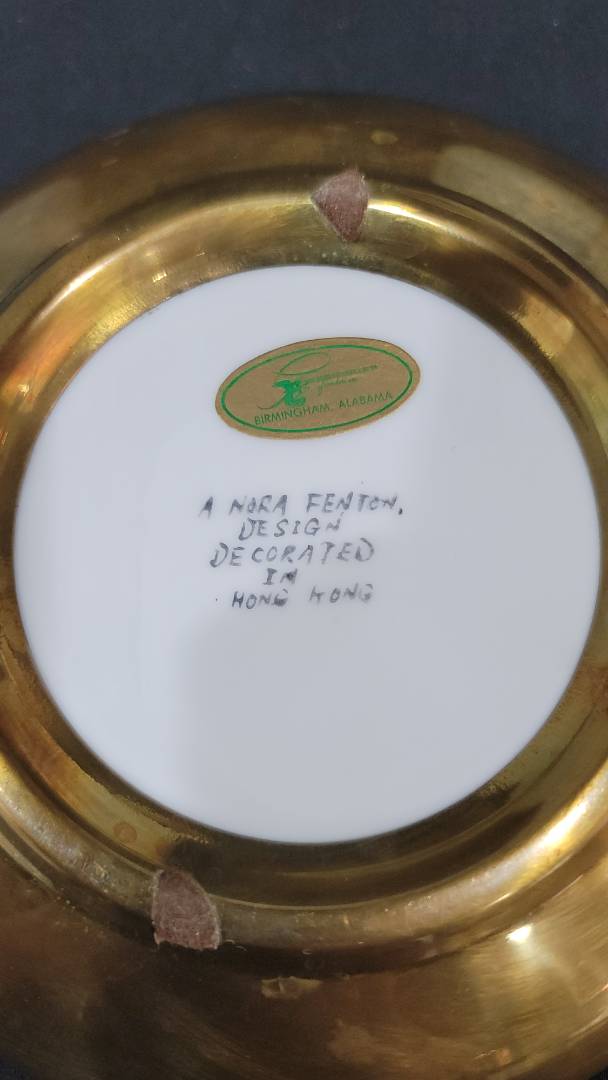 BIRMINGHAM, ALABAMA
A NORA FENTON,
DESIGN
DECORATED
IN
HONG KONG